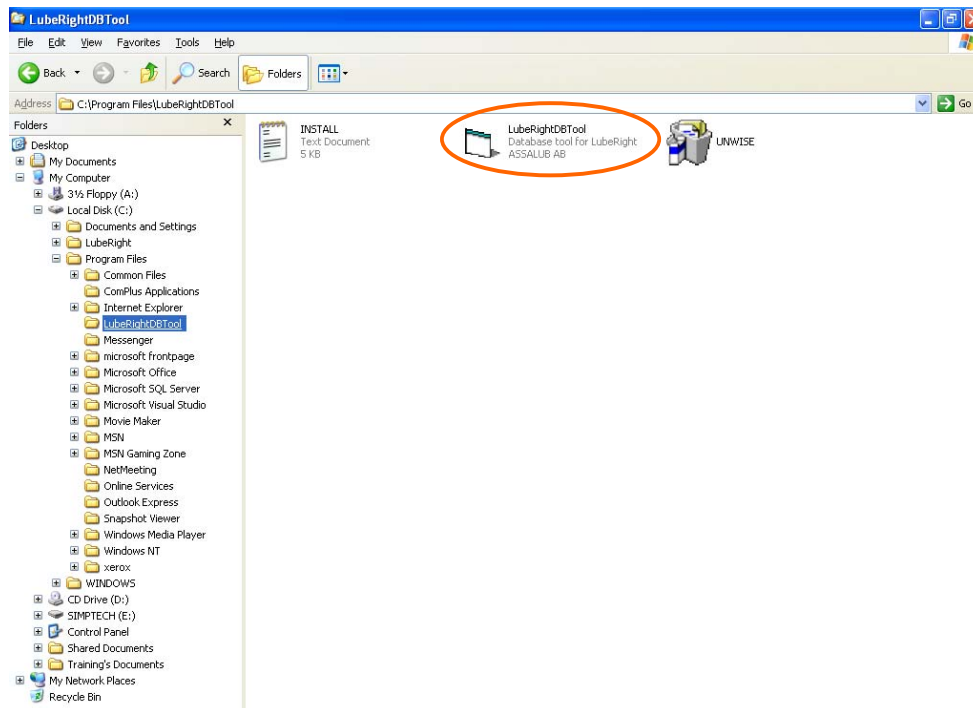 LubeRightDBTool
File Edit View Favorites Tools Help
Back Search Folders
Address C:\Program Files\LubeRightDBTool Go
Folders x
Desktop
My Documents
My Computer
3½ Floppy (A:)
Local Disk (C:)
Documents and Settings
LubeRight
Program Files
Common Files
ComPlus Applications
Internet Explorer
LubeRightDBTool
Messenger
microsoft frontpage
Microsoft Office
Microsoft SQL Server
Microsoft Visual Studio
Movie Maker
MSN
MSN Gaming Zone
NetMeeting
Online Services
Outlook Express
Snapshot Viewer
Windows Media Player
Windows NT
xerox
WINDOWS
CD Drive (D:)
SIMPTECH (E:)
Control Panel
Shared Documents
Training's Documents
My Network Places
Recycle Bin
INSTALL
Text Document
5 KB
LubeRightDBTool
Database tool for LubeRight
ASSALUB AB
UNWISE